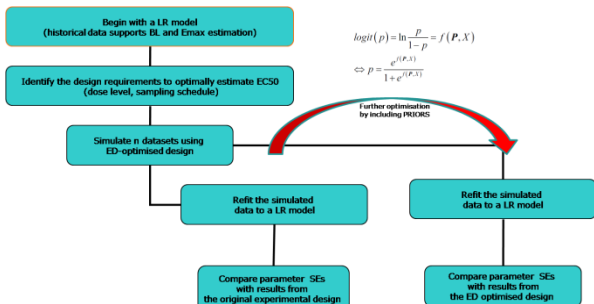 Begin with a LR model
(historical data supports BL and Emax estimation)
logit(p) = ln p/(1-p) = f(P, X)
⇔ p = e^f(P,X)/(1+e^f(P,X))
Identify the design requirements to optimally estimate EC50
(dose level, sampling schedule)
Further optimisation
by including PRIORS
Simulate n datasets using
ED-optimised design
Refit the simulated
data to a LR model
Refit the simulated
data to a LR model
Compare parameter SEs
with results from
the original experimental design
Compare parameter SEs
with results from
the ED optimised design